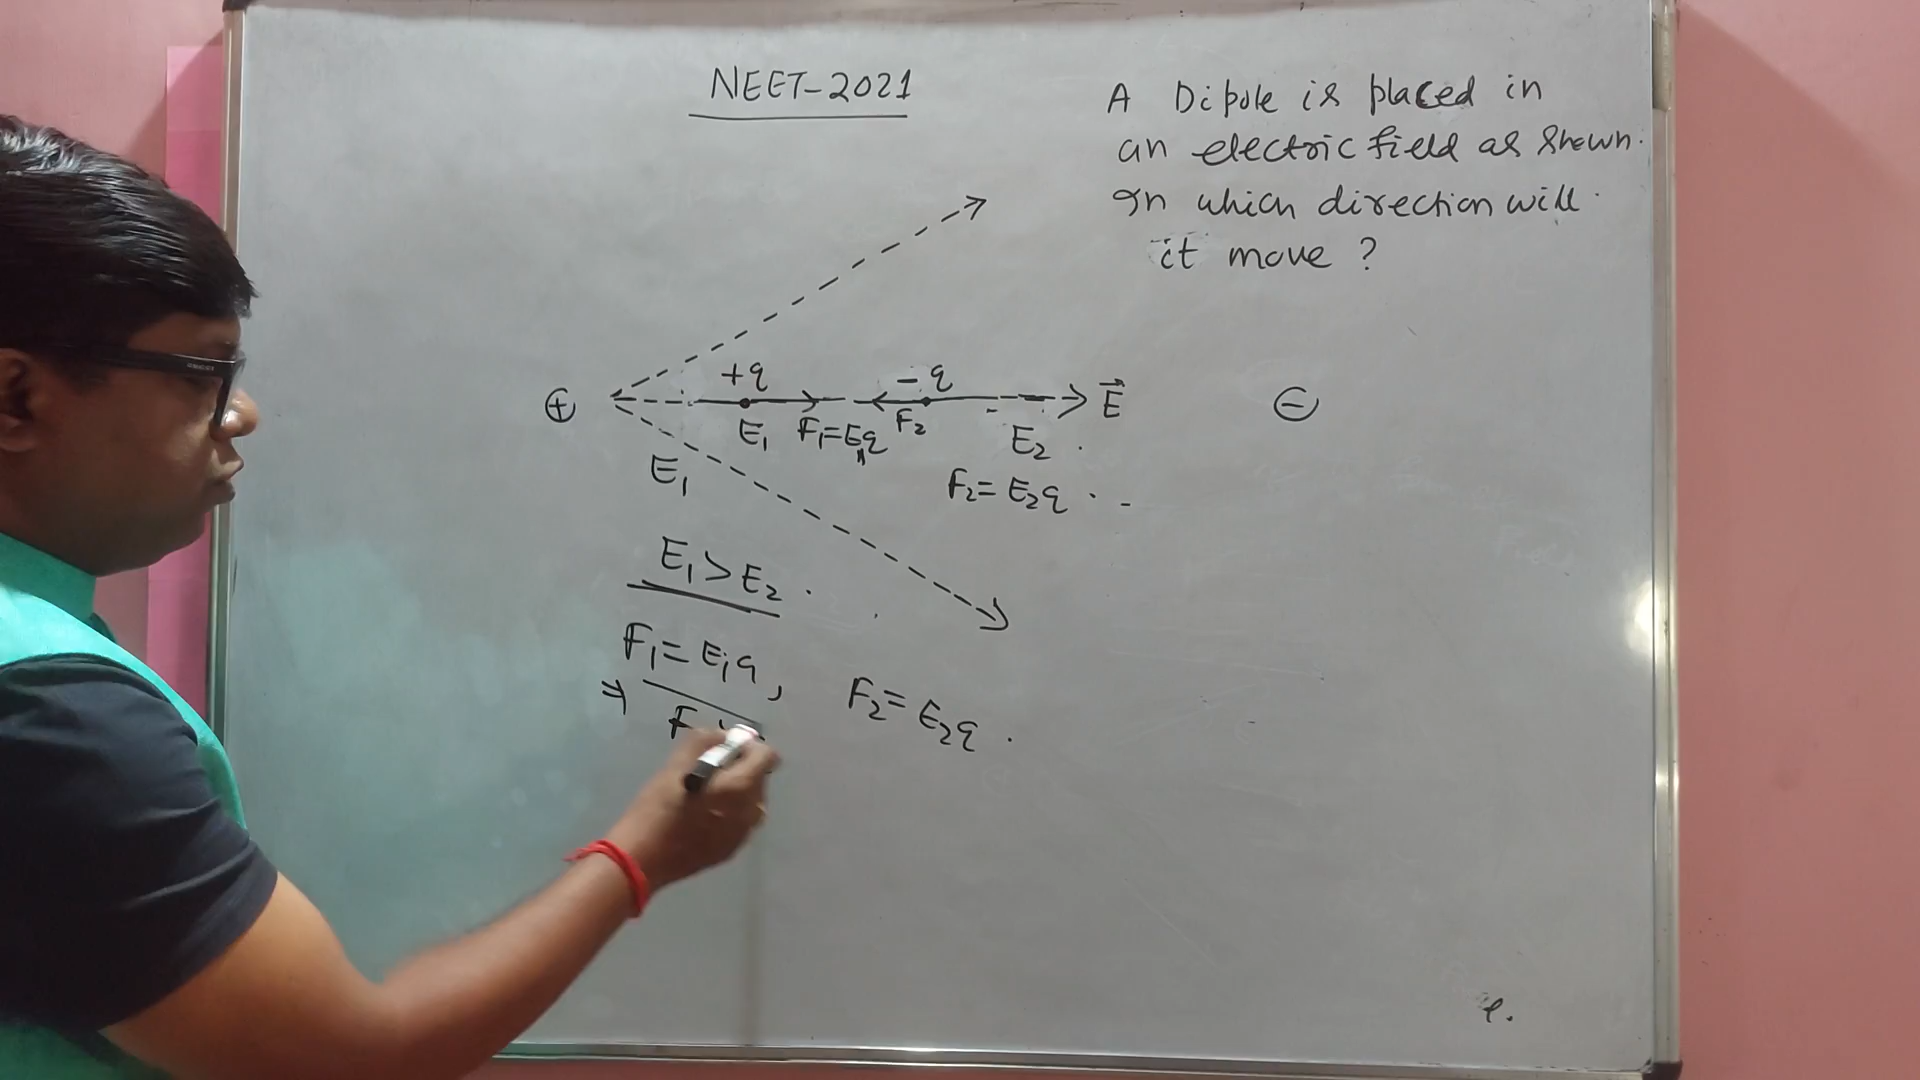 NEET-2021
A Dipole is placed in
an electric field as shown.
In which direction will
it move ?
+q
-q
⊕
E₁
F₁=E₁q
F₂
E⃗
⊖
E₂
F₂= E₂q
E₁
E₁>E₂
F₁= E₁q,
F₂= E₂q
⇒
e.